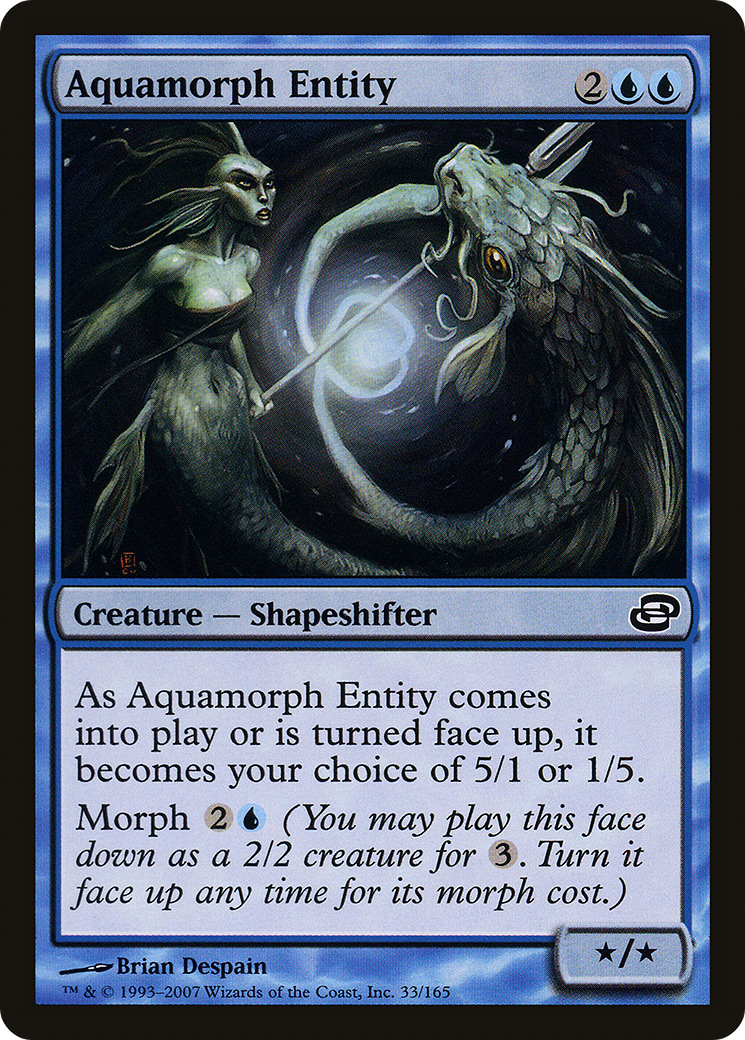 Aquamorph Entity 2
Creature — Shapeshifter
As Aquamorph Entity comes
into play or is turned face up, it
becomes your choice of 5/1 or 1/5.
Morph 2 (You may play this face
down as a 2/2 creature for 3. Turn it
face up any time for its morph cost.)
★/★
Brian Despain
™ & © 1993–2007 Wizards of the Coast, Inc. 33/165